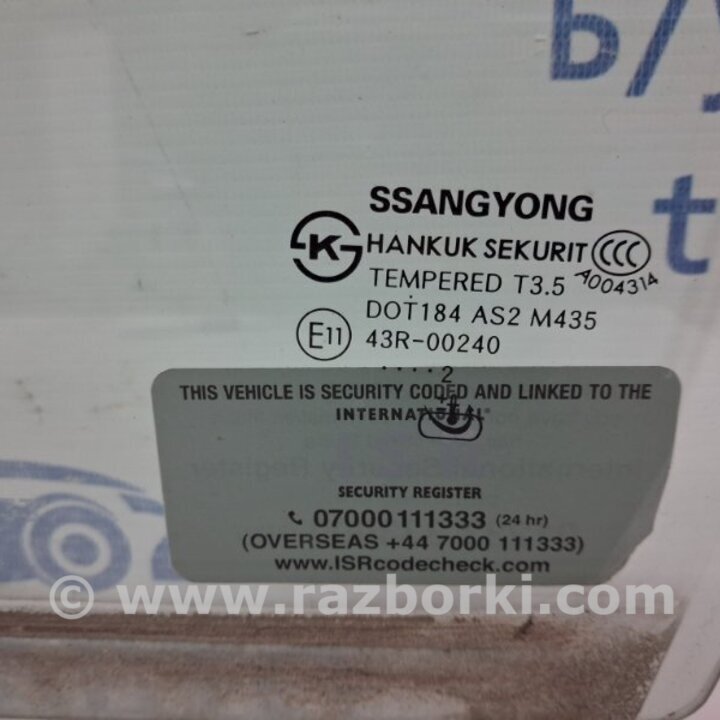 Б/у
t
SSANGYONG
K HANKUK SEKURIT CCC
TEMPERED T3.5 A004314
DOT184 AS2 M435
E11 43R-00240
....2
THIS VEHICLE IS SECURITY CODED AND LINKED TO THE
INTERNATIONAL
SECURITY REGISTER
07000111333 (24 hr)
(OVERSEAS +44 7000 111333)
www.ISRcodecheck.com
© www.razborki.com